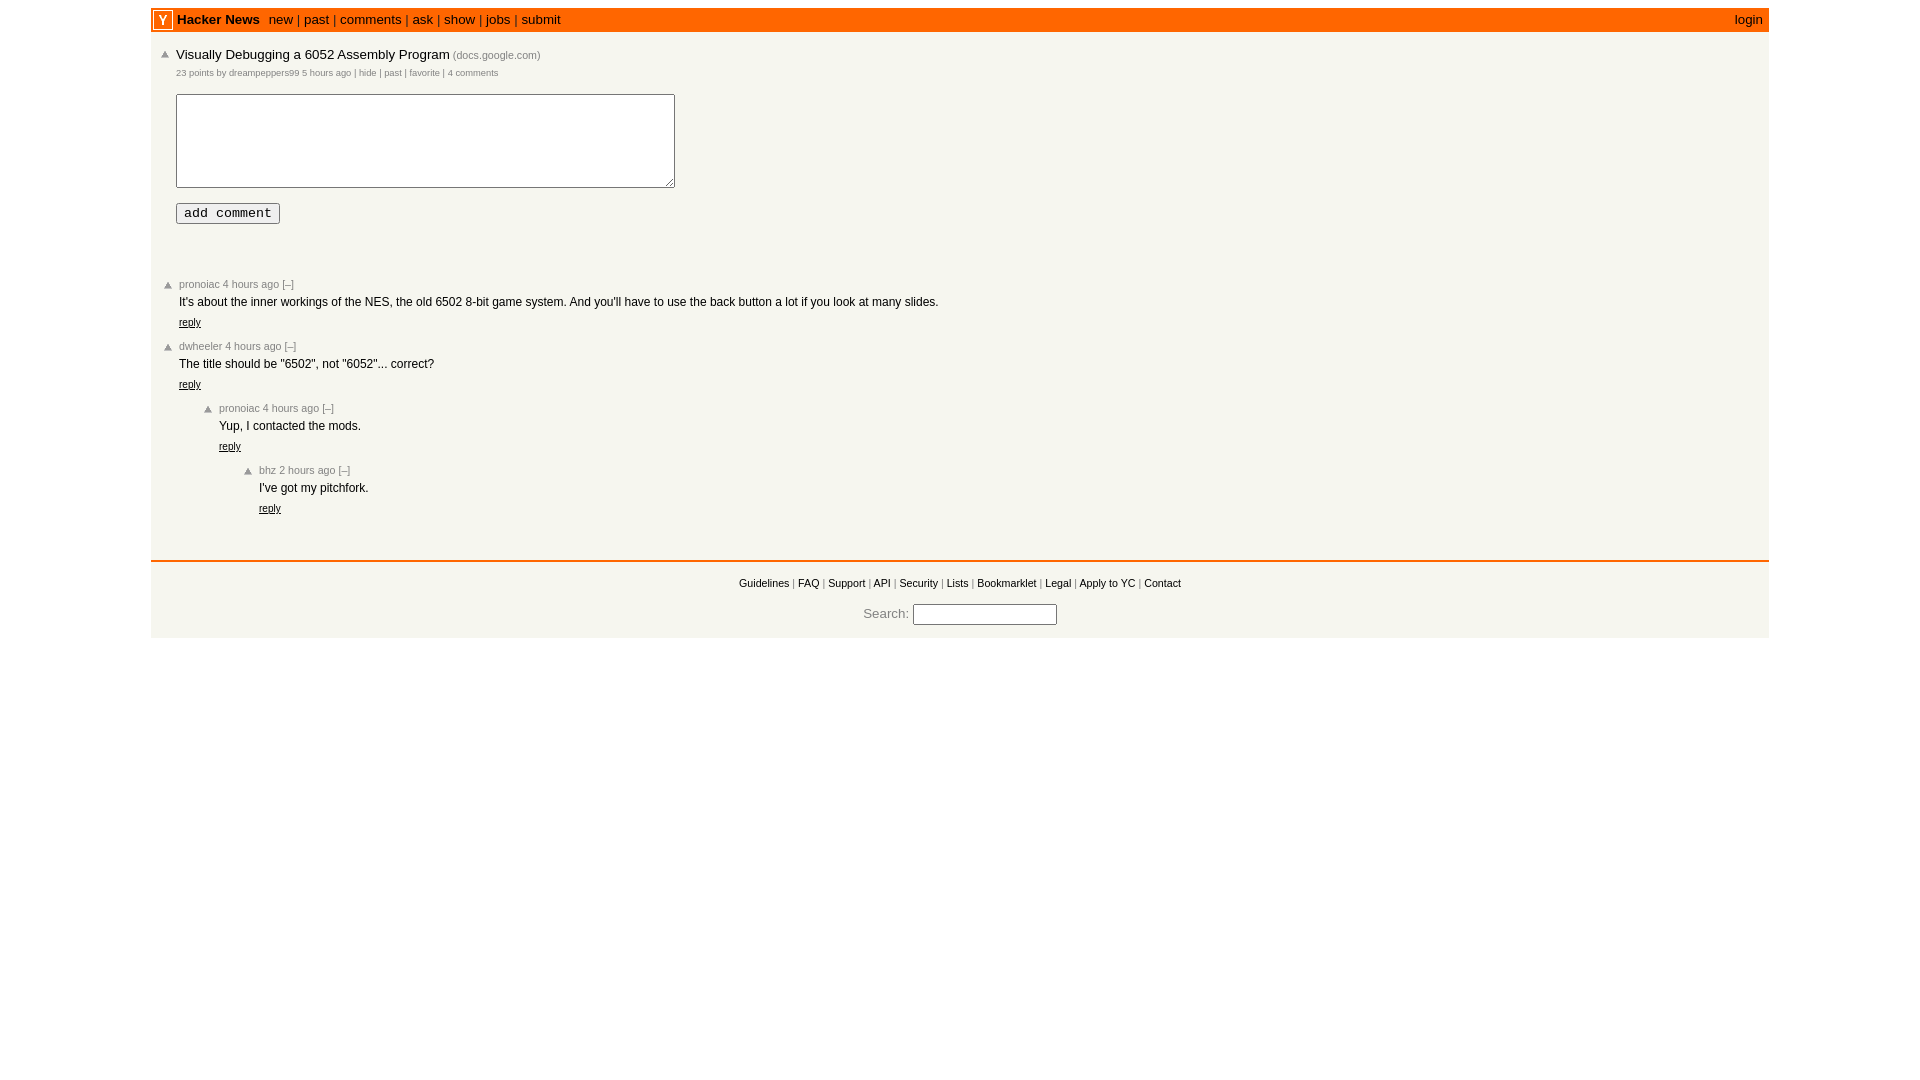 Y Hacker News new | past | comments | ask | show | jobs | submit login
Visually Debugging a 6052 Assembly Program (docs.google.com)
23 points by dreampeppers99 5 hours ago | hide | past | favorite | 4 comments
add comment
pronoiac 4 hours ago [–]
It's about the inner workings of the NES, the old 6502 8-bit game system. And you'll have to use the back button a lot if you look at many slides.
reply
dwheeler 4 hours ago [–]
The title should be "6502", not "6052"... correct?
reply
pronoiac 4 hours ago [–]
Yup, I contacted the mods.
reply
bhz 2 hours ago [–]
I've got my pitchfork.
reply
Guidelines | FAQ | Support | API | Security | Lists | Bookmarklet | Legal | Apply to YC | Contact
Search: